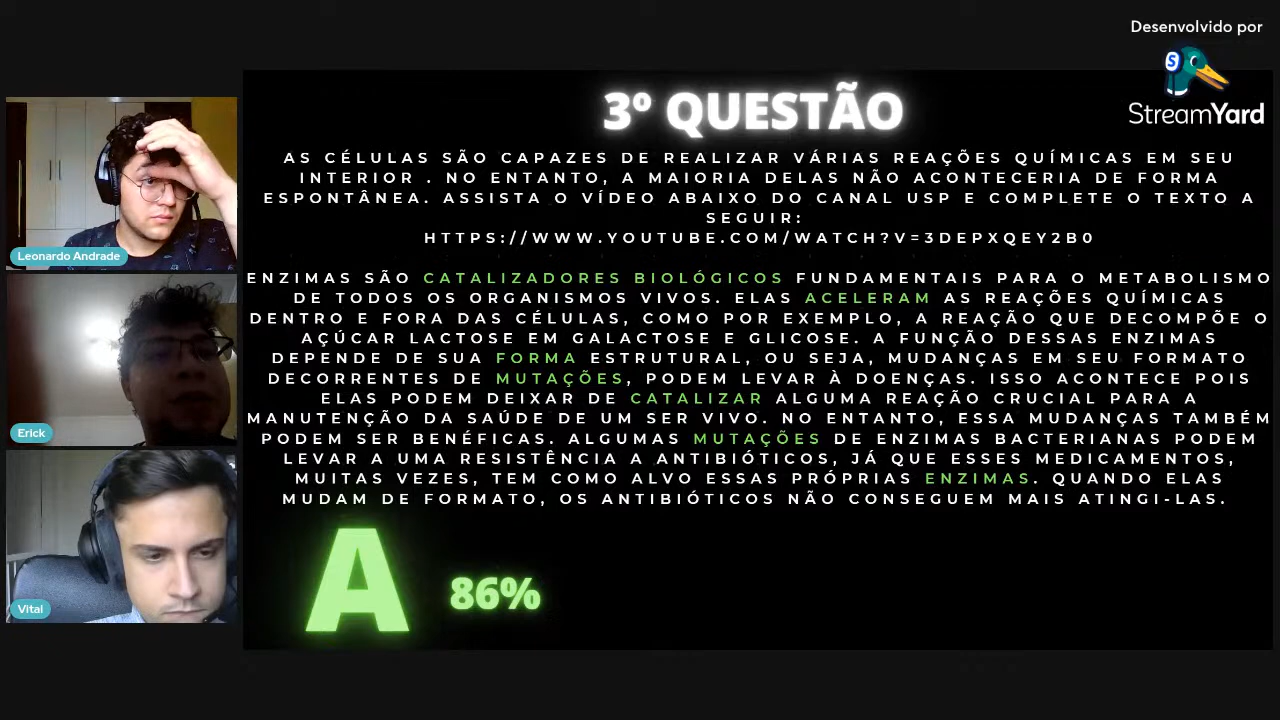 Desenvolvido por
StreamYard
3º QUESTÃO
AS CÉLULAS SÃO CAPAZES DE REALIZAR VÁRIAS REAÇÕES QUÍMICAS EM SEU
INTERIOR . NO ENTANTO, A MAIORIA DELAS NÃO ACONTECERIA DE FORMA
ESPONTÂNEA. ASSISTA O VÍDEO ABAIXO DO CANAL USP E COMPLETE O TEXTO A
SEGUIR:
HTTPS://WWW.YOUTUBE.COM/WATCH?V=3DEPXQEY2B0
ENZIMAS SÃO CATALIZADORES BIOLÓGICOS FUNDAMENTAIS PARA O METABOLISMO
DE TODOS OS ORGANISMOS VIVOS. ELAS ACELERAM AS REAÇÕES QUÍMICAS
DENTRO E FORA DAS CÉLULAS, COMO POR EXEMPLO, A REAÇÃO QUE DECOMPÕE O
AÇÚCAR LACTOSE EM GALACTOSE E GLICOSE. A FUNÇÃO DESSAS ENZIMAS
DEPENDE DE SUA FORMA ESTRUTURAL, OU SEJA, MUDANÇAS EM SEU FORMATO
DECORRENTES DE MUTAÇÕES, PODEM LEVAR À DOENÇAS. ISSO ACONTECE POIS
ELAS PODEM DEIXAR DE CATALIZAR ALGUMA REAÇÃO CRUCIAL PARA A
MANUTENÇÃO DA SAÚDE DE UM SER VIVO. NO ENTANTO, ESSA MUDANÇAS TAMBÉM
PODEM SER BENÉFICAS. ALGUMAS MUTAÇÕES DE ENZIMAS BACTERIANAS PODEM
LEVAR A UMA RESISTÊNCIA A ANTIBIÓTICOS, JÁ QUE ESSES MEDICAMENTOS,
MUITAS VEZES, TEM COMO ALVO ESSAS PRÓPRIAS ENZIMAS. QUANDO ELAS
MUDAM DE FORMATO, OS ANTIBIÓTICOS NÃO CONSEGUEM MAIS ATINGI-LAS.
A
86%
Leonardo Andrade
Erick
Vital